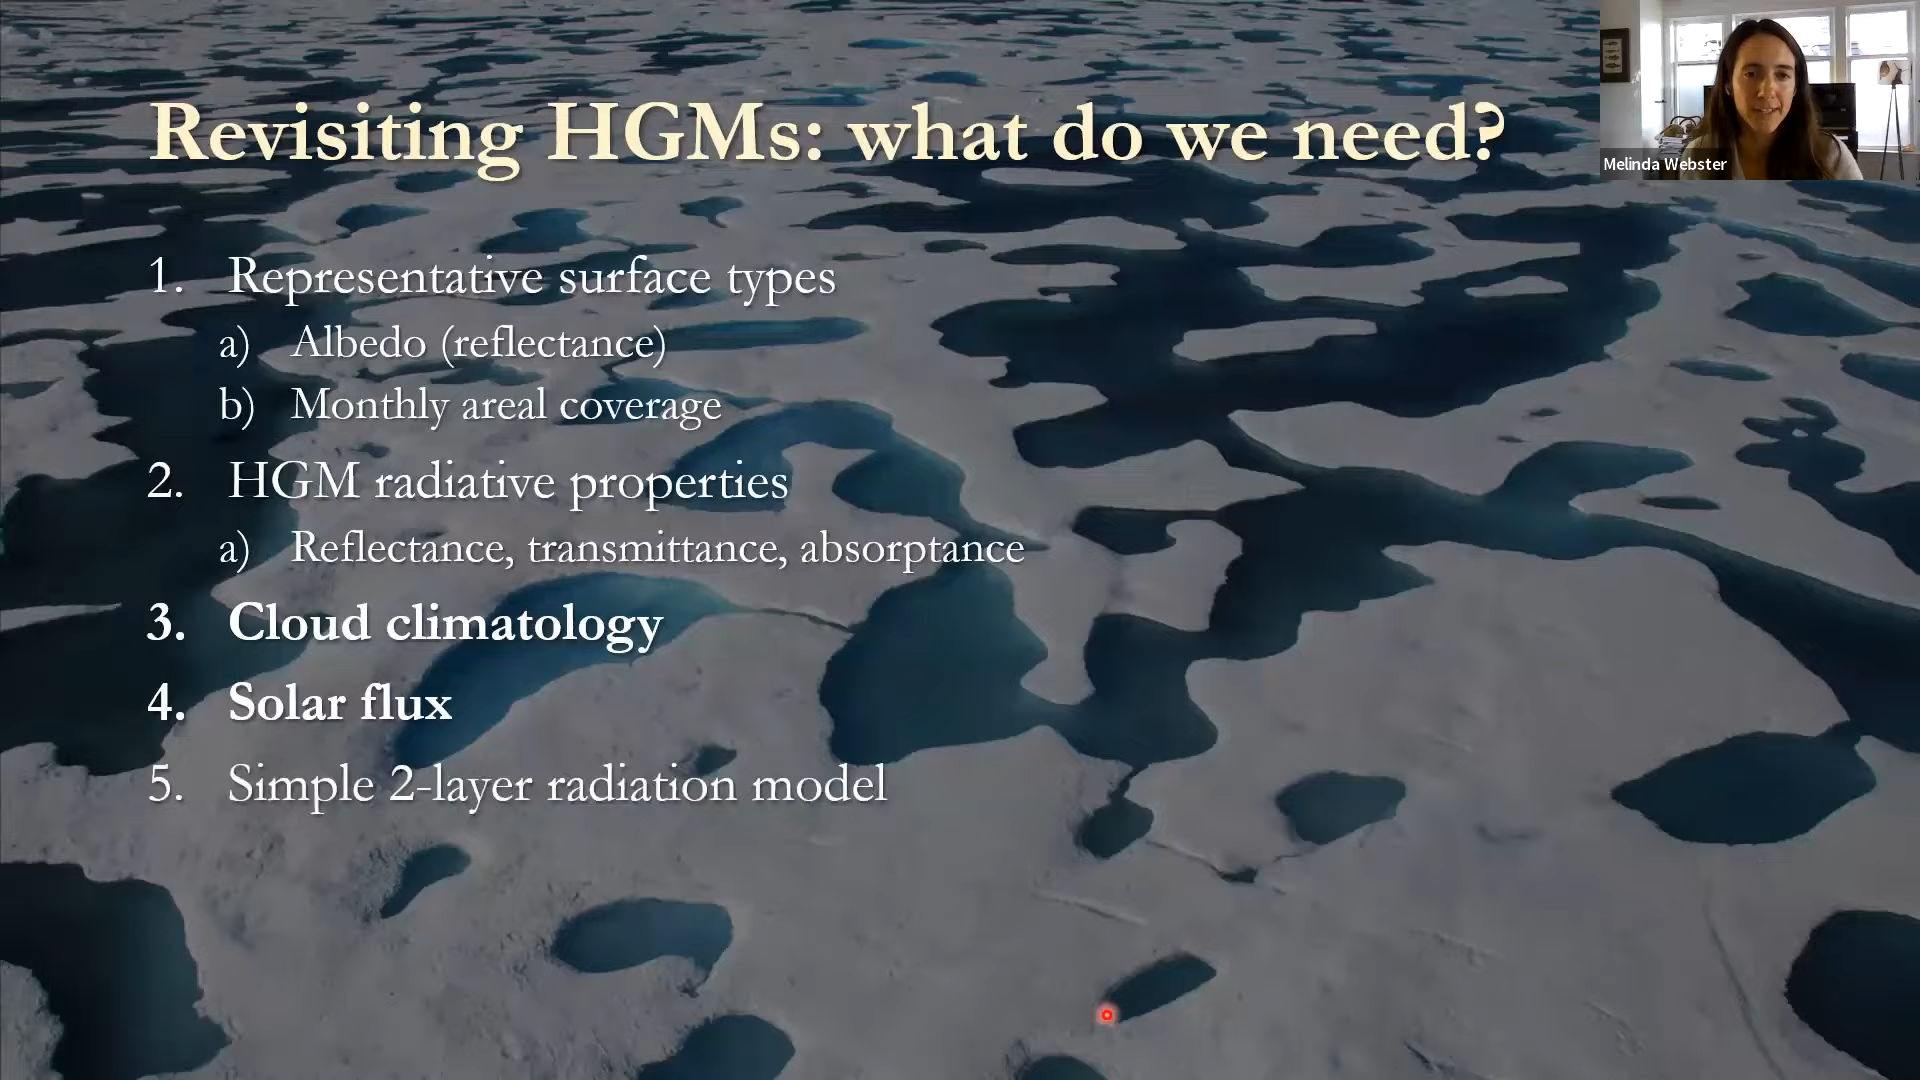 Revisiting HGMs: what do we need?
Melinda Webster
1. Representative surface types
a) Albedo (reflectance)
b) Monthly areal coverage
2. HGM radiative properties
a) Reflectance, transmittance, absorptance
3. Cloud climatology
4. Solar flux
5. Simple 2-layer radiation model